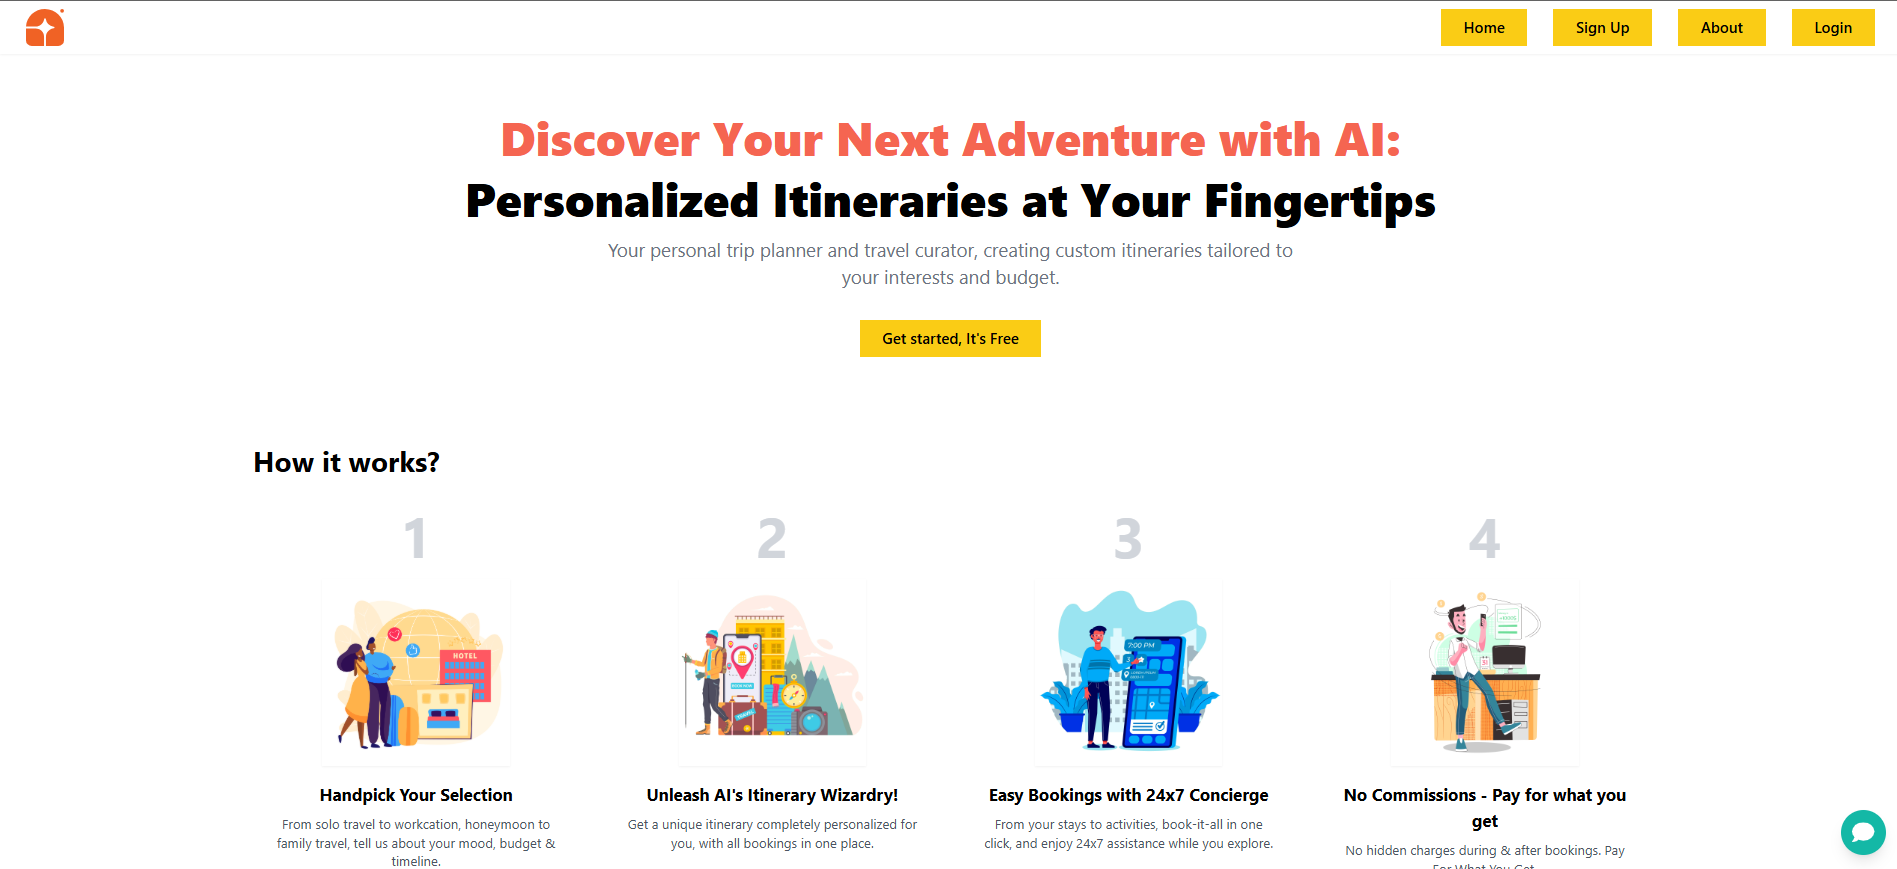 Home
Sign Up
About
Login
Discover Your Next Adventure with AI:
Personalized Itineraries at Your Fingertips
Your personal trip planner and travel curator, creating custom itineraries tailored to
your interests and budget.
Get started, It's Free
How it works?
1
2
3
4
HOTEL
7:00 PM
3
Handpick Your Selection
From solo travel to workcation, honeymoon to
family travel, tell us about your mood, budget &
timeline.
Unleash AI's Itinerary Wizardry!
Get a unique itinerary completely personalized for
you, with all bookings in one place.
Easy Bookings with 24x7 Concierge
From your stays to activities, book-it-all in one
click, and enjoy 24x7 assistance while you explore.
No Commissions - Pay for what you
get
No hidden charges during & after bookings. Pay
For What You Get